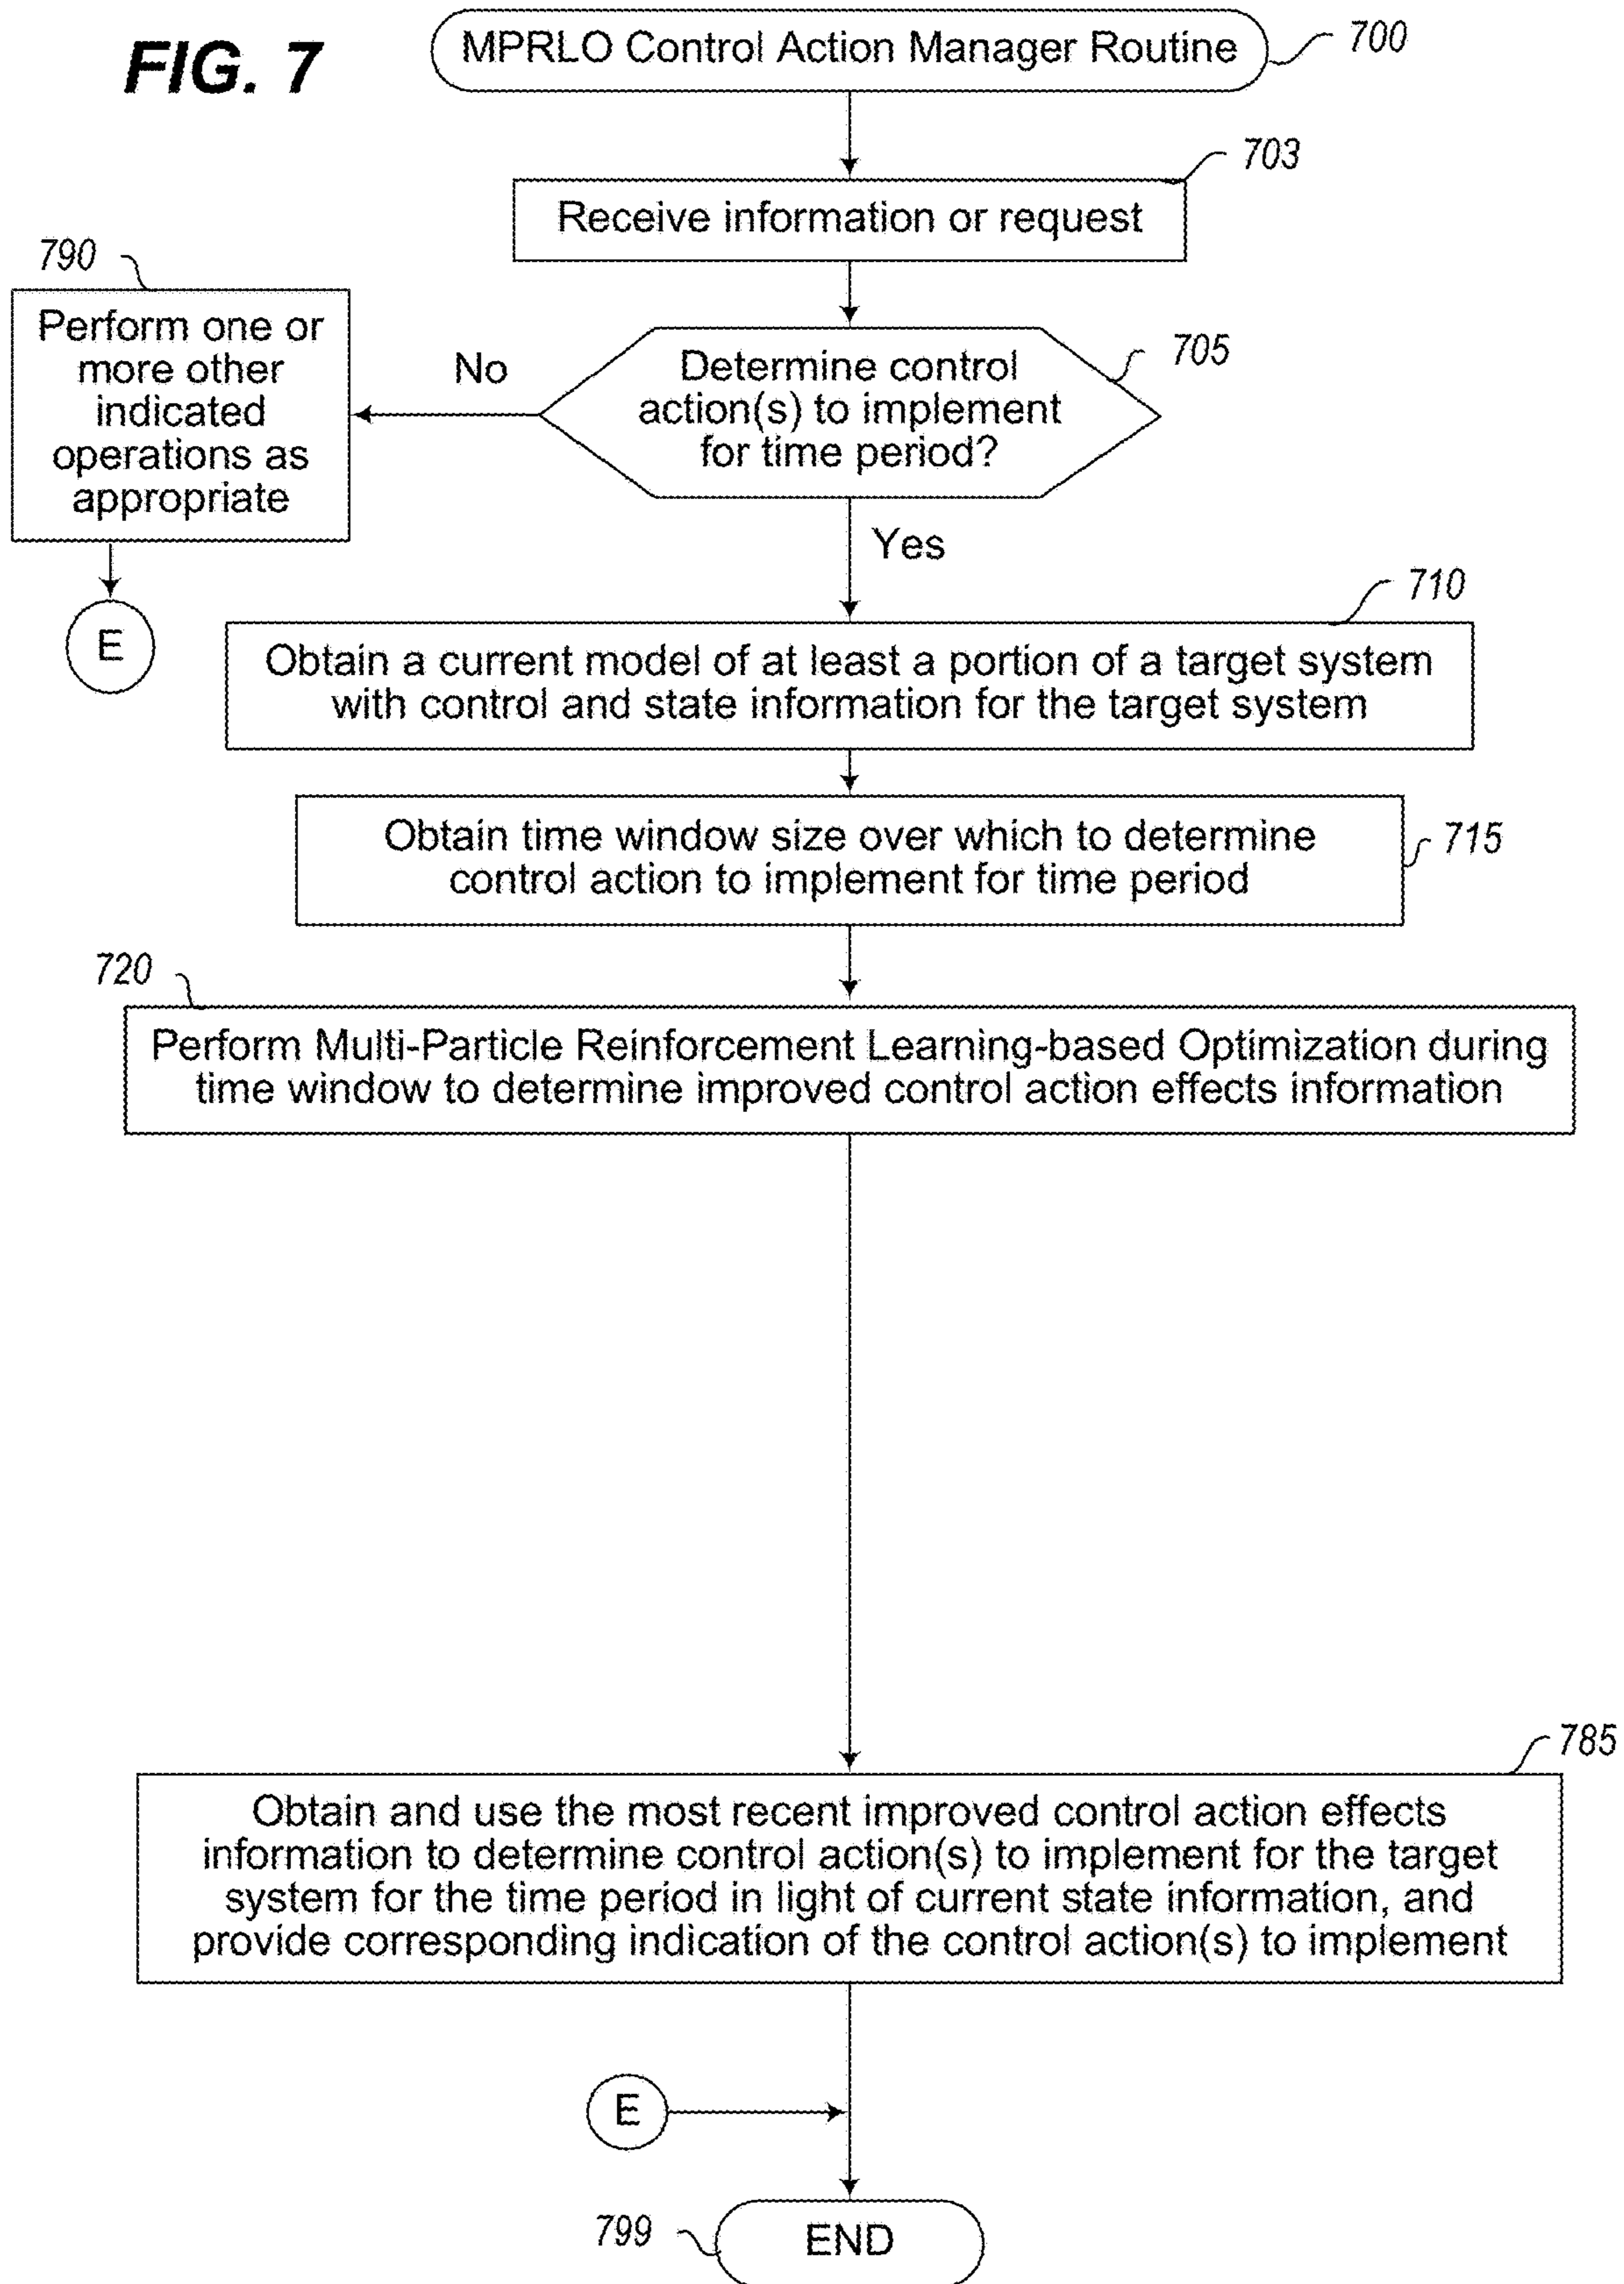 FIG. 7
MPRLO Control Action Manager Routine
700
703
Receive information or request
790
Perform one or
more other
indicated
operations as
appropriate
No
Determine control
action(s) to implement
for time period?
705
Yes
E
710
Obtain a current model of at least a portion of a target system
with control and state information for the target system
Obtain time window size over which to determine
control action to implement for time period
715
720
Perform Multi-Particle Reinforcement Learning-based Optimization during
time window to determine improved control action effects information
785
Obtain and use the most recent improved control action effects
information to determine control action(s) to implement for the target
system for the time period in light of current state information, and
provide corresponding indication of the control action(s) to implement
E
799
END